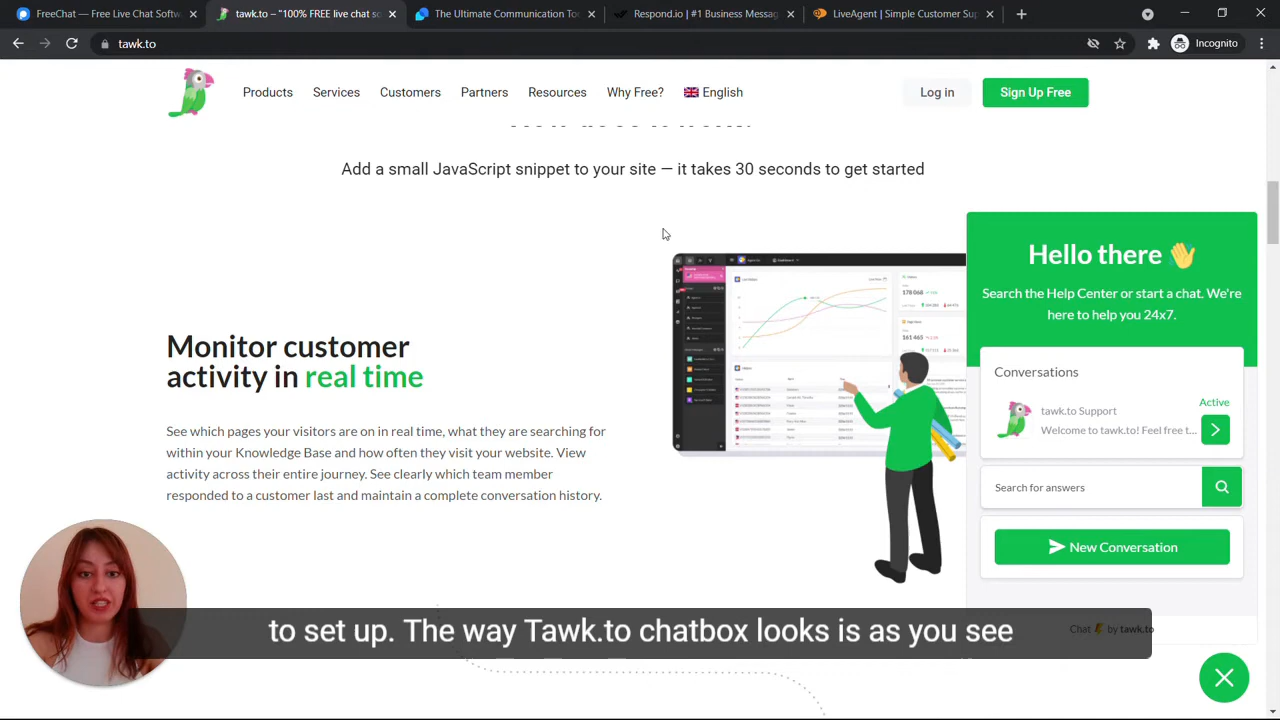 FreeChat — Free Live Chat Softw
tawk.to – "100% FREE live chat so
The Ultimate Communication Too
Respond.io | #1 Business Messag
LiveAgent | Simple Customer Sup
tawk.to
Incognito
Products
Services
Customers
Partners
Resources
Why Free?
English
Log in
Sign Up Free
Add a small JavaScript snippet to your site — it takes 30 seconds to get started
Monitor customer
activity in real time
See which pages your visitors are in real time, what they are searching for
within your Knowledge Base and how often they visit your website. View
activity across their entire journey. See clearly which team member
responded to a customer last and maintain a complete conversation history.
178 068
161 465
Hello there
Search the Help Center or start a chat. We're
here to help you 24x7.
Conversations
Active
tawk.to Support
Welcome to tawk.to! Feel free t...
Search for answers
New Conversation
Chat ⚡ by tawk.to
to set up. The way Tawk.to chatbox looks is as you see